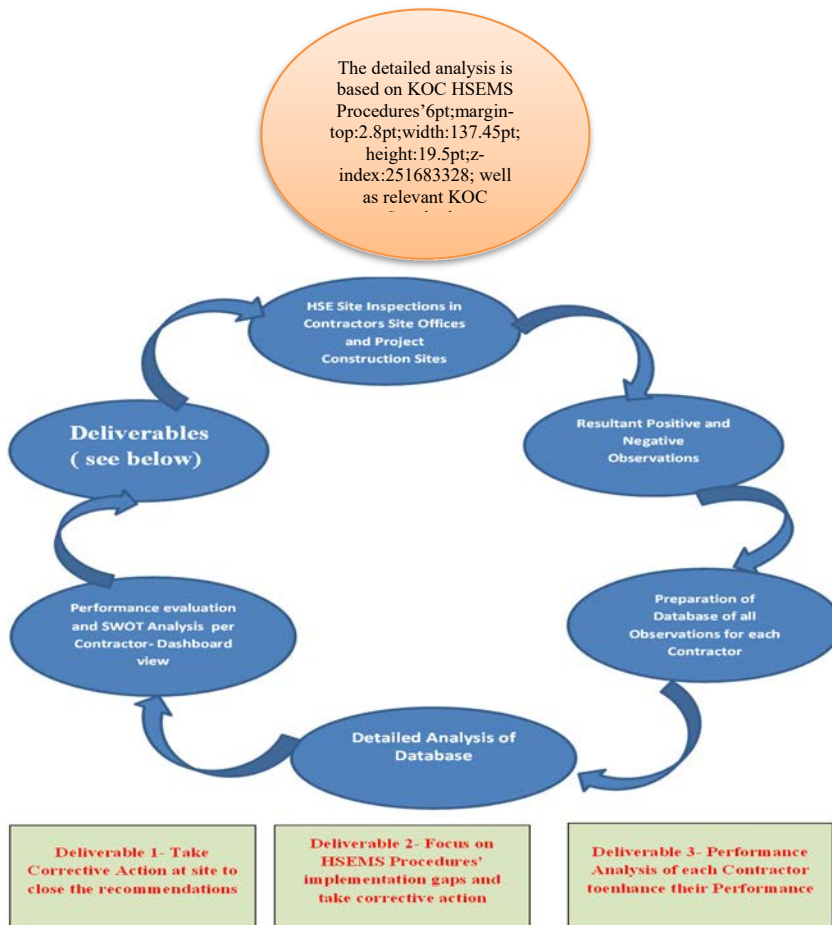 The detailed analysis is
based on KOC HSEMS
Procedures’6pt;margin-
top:2.8pt;width:137.45pt;
height:19.5pt;z-
index:251683328; well
as relevant KOC
HSE Site Inspections in
Contractors Site Offices
and Project
Construction Sites
Resultant Positive and
Negative
Observations
Preparation of
Database of all
Observations for each
Contractor
Detailed Analysis of
Database
Performance evaluation
and SWOT Analysis per
Contractor- Dashboard
view
Deliverables
( see below)
Deliverable 1- Take
Corrective Action at site to
close the recommendations
Deliverable 2- Focus on
HSEMS Procedures’
implementation gaps and
take corrective action
Deliverable 3- Performance
Analysis of each Contractor
toenhance their Performance